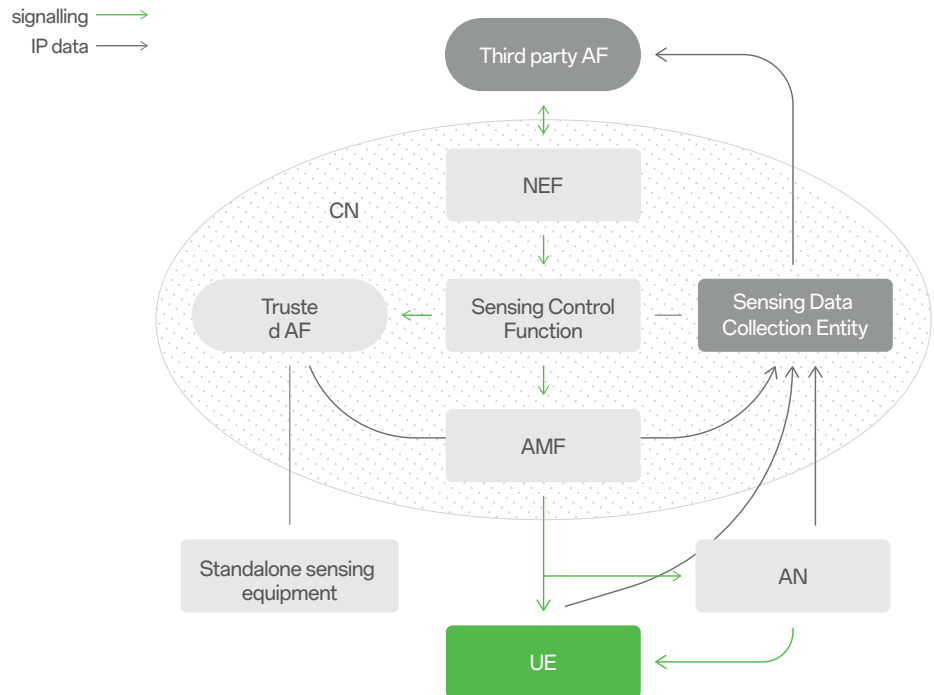 signalling
IP data
Third party AF
NEF
CN
Truste
d AF
Sensing Control
Function
Sensing Data
Collection Entity
AMF
Standalone sensing
equipment
AN
UE